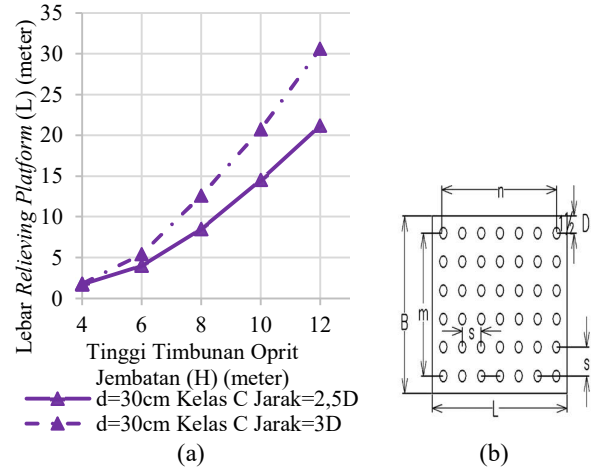 35
30
25
20
15
10
5
0
Lebar Relieving Platform (L) (meter)
4 6 8 10 12
Tinggi Timbunan Oprit
Jembatan (H) (meter)
d=30cm Kelas C Jarak=2,5D
d=30cm Kelas C Jarak=3D
(a)
n
½ D
B
m
s
s
L
(b)